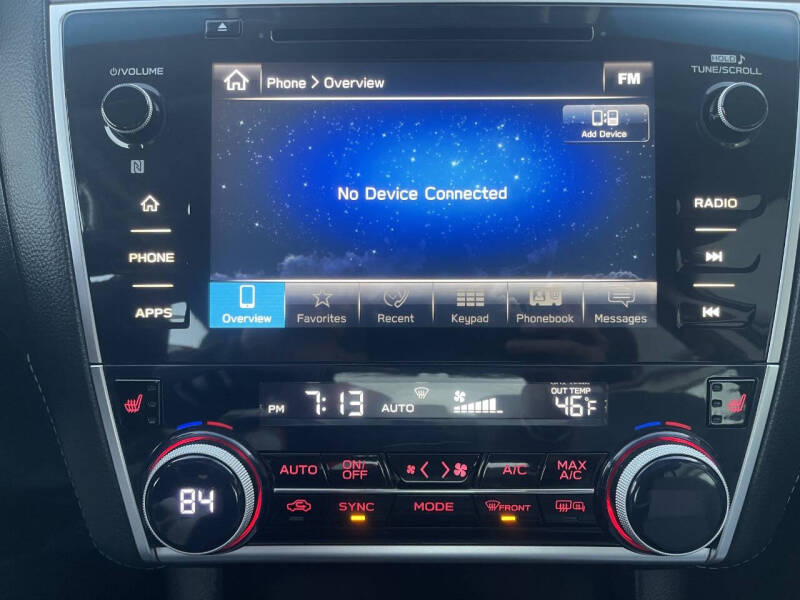 ⏻/VOLUME
HOLD ♪
TUNE/SCROLL
Phone > Overview
FM
Add Device
No Device Connected
RADIO
PHONE
APPS
Overview Favorites Recent Keypad Phonebook Messages
PM 7:13 AUTO
OUT TEMP
46°F
84
AUTO ON/OFF A/C MAX A/C
SYNC MODE FRONT